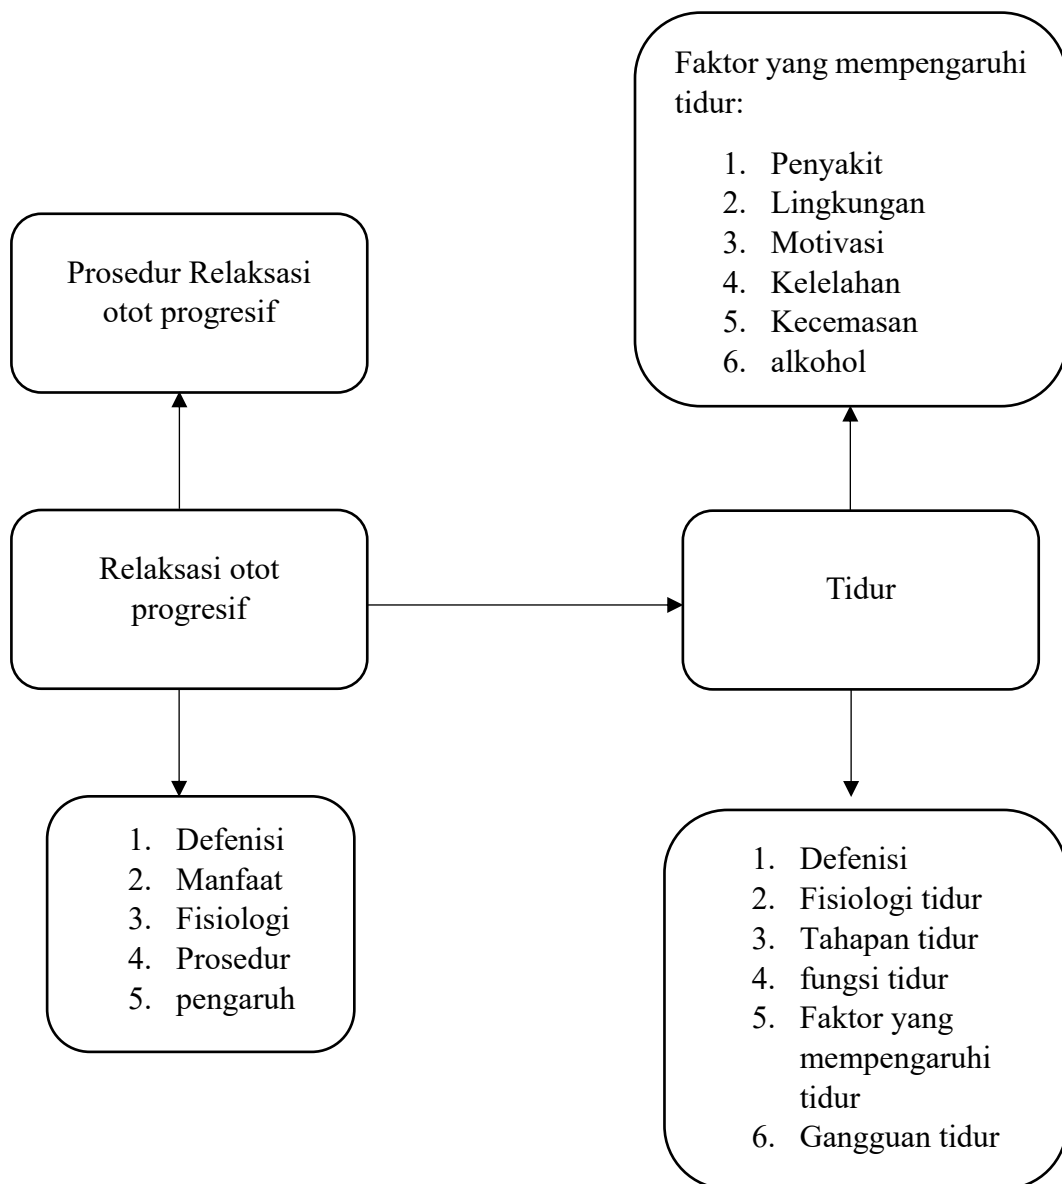 Faktor yang mempengaruhi
tidur:
1. Penyakit
2. Lingkungan
3. Motivasi
4. Kelelahan
5. Kecemasan
6. alkohol
Prosedur Relaksasi
otot progresif
Relaksasi otot
progresif
Tidur
1. Defenisi
2. Manfaat
3. Fisiologi
4. Prosedur
5. pengaruh
1. Defenisi
2. Fisiologi tidur
3. Tahapan tidur
4. fungsi tidur
5. Faktor yang
mempengaruhi
tidur
6. Gangguan tidur